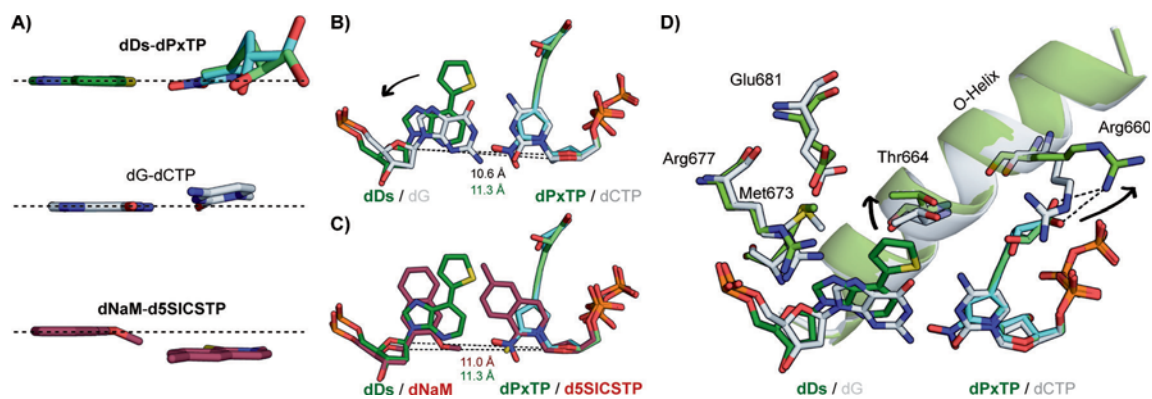 A)
dDs-dPxTP
dG-dCTP
dNaM-d5SICSTP
B)
10.6 Å
11.3 Å
dDs / dG
dPxTP / dCTP
C)
11.0 Å
11.3 Å
dDs / dNaM
dPxTP / d5SICSTP
D)
Glu681
O-Helix
Arg660
Arg677
Thr664
Met673
dDs / dG
dPxTP / dCTP